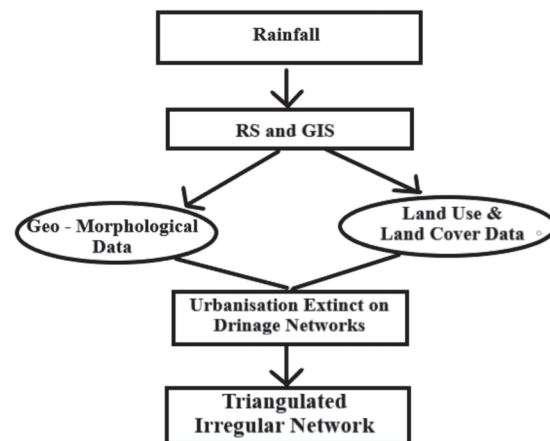 Rainfall
RS and GIS
Geo - Morphological
Data
Land Use &
Land Cover Data
Urbanisation Extinct on
Drinage Networks
Triangulated
Irregular Network